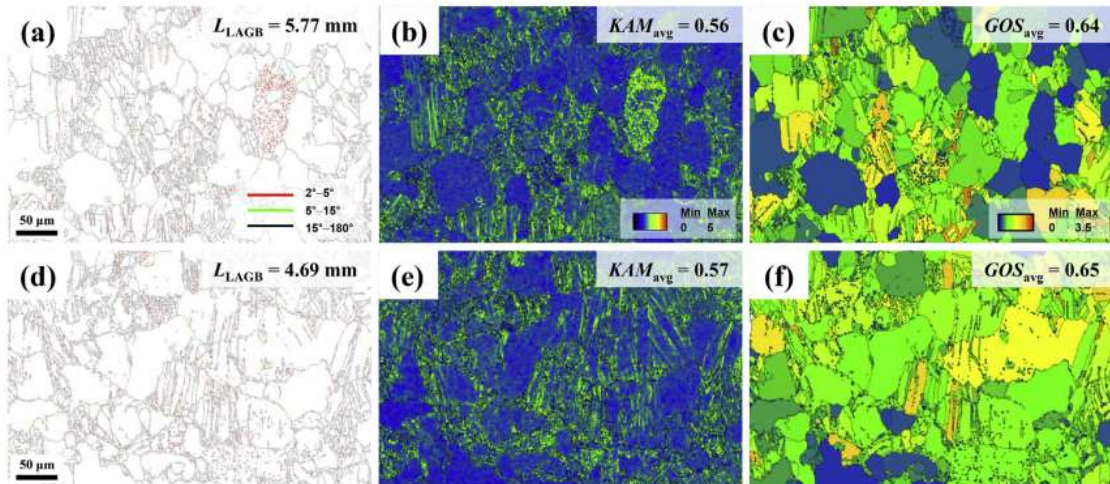 (a)
L_LAGB = 5.77 mm
2°–5°
5°–15°
15°–180°
50 µm
(b)
KAM_avg = 0.56
Min Max
0 5
(c)
GOS_avg = 0.64
Min Max
0 3.5
(d)
L_LAGB = 4.69 mm
50 µm
(e)
KAM_avg = 0.57
(f)
GOS_avg = 0.65